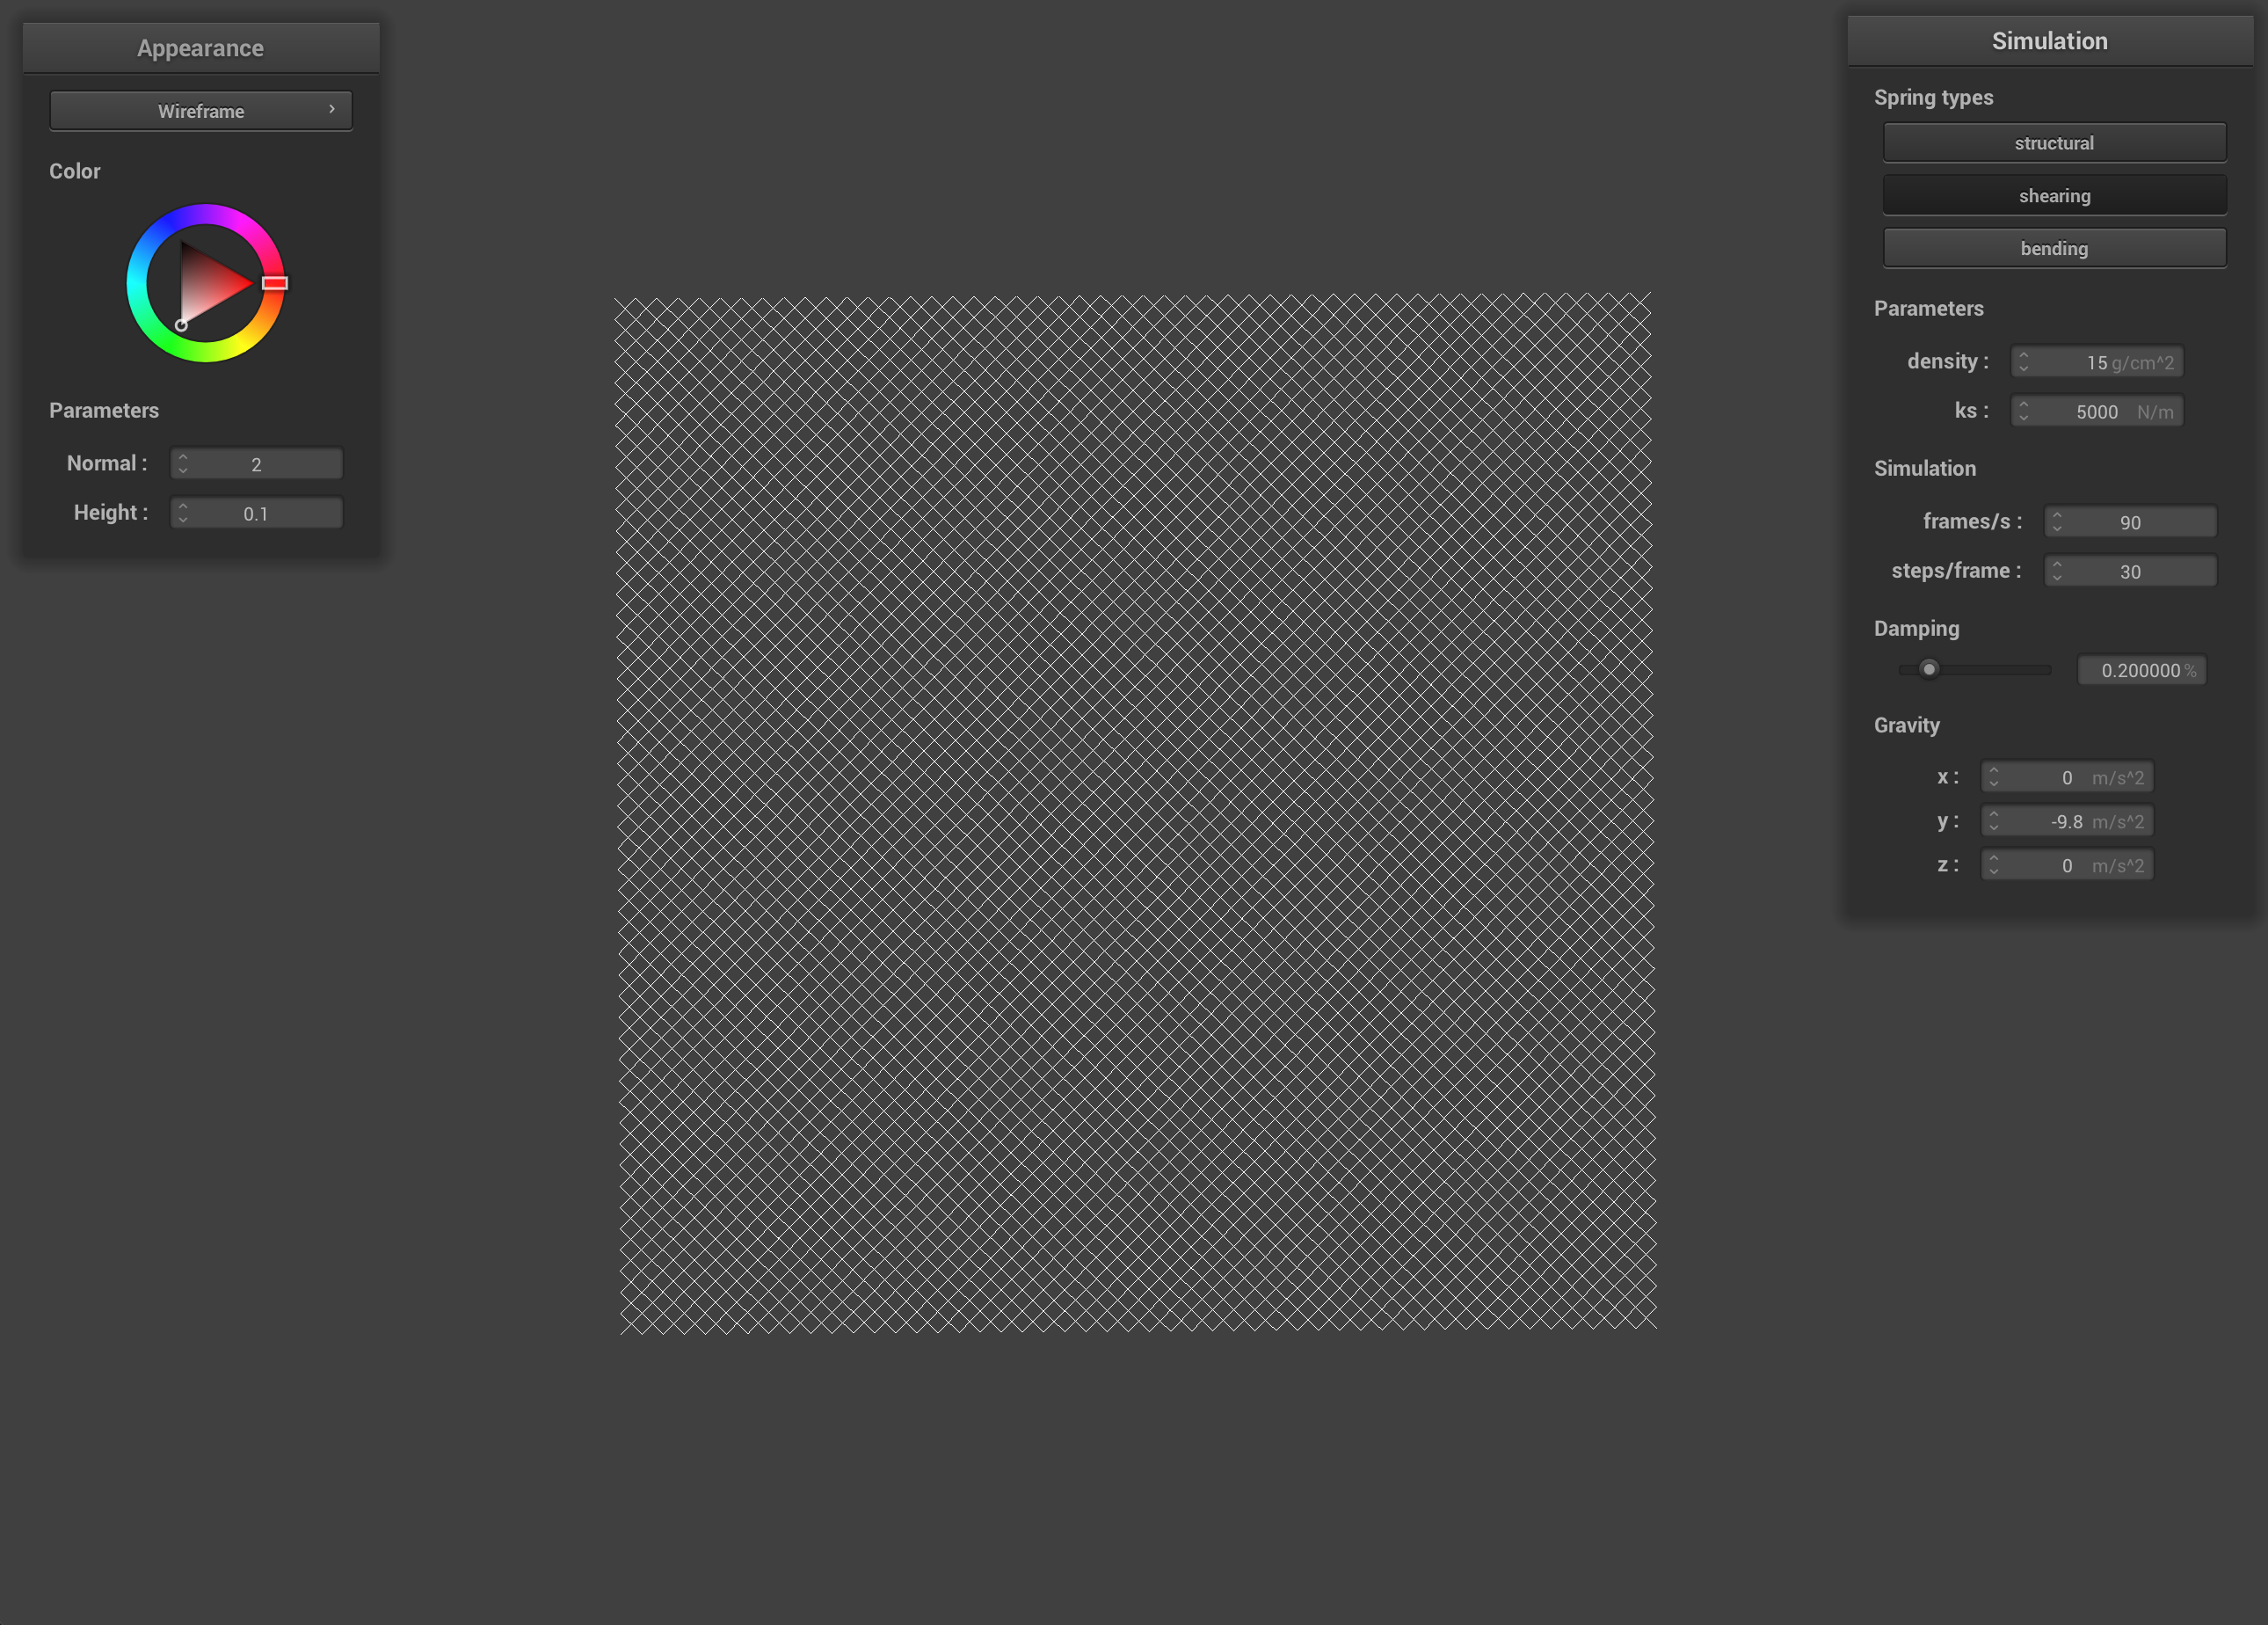 Appearance
Wireframe
Color
Parameters
Normal : 2
Height : 0.1
Simulation
Spring types
structural
shearing
bending
Parameters
density : 15 g/cm^2
ks : 5000 N/m
Simulation
frames/s : 90
steps/frame : 30
Damping
0.200000 %
Gravity
x : 0 m/s^2
y : -9.8 m/s^2
z : 0 m/s^2